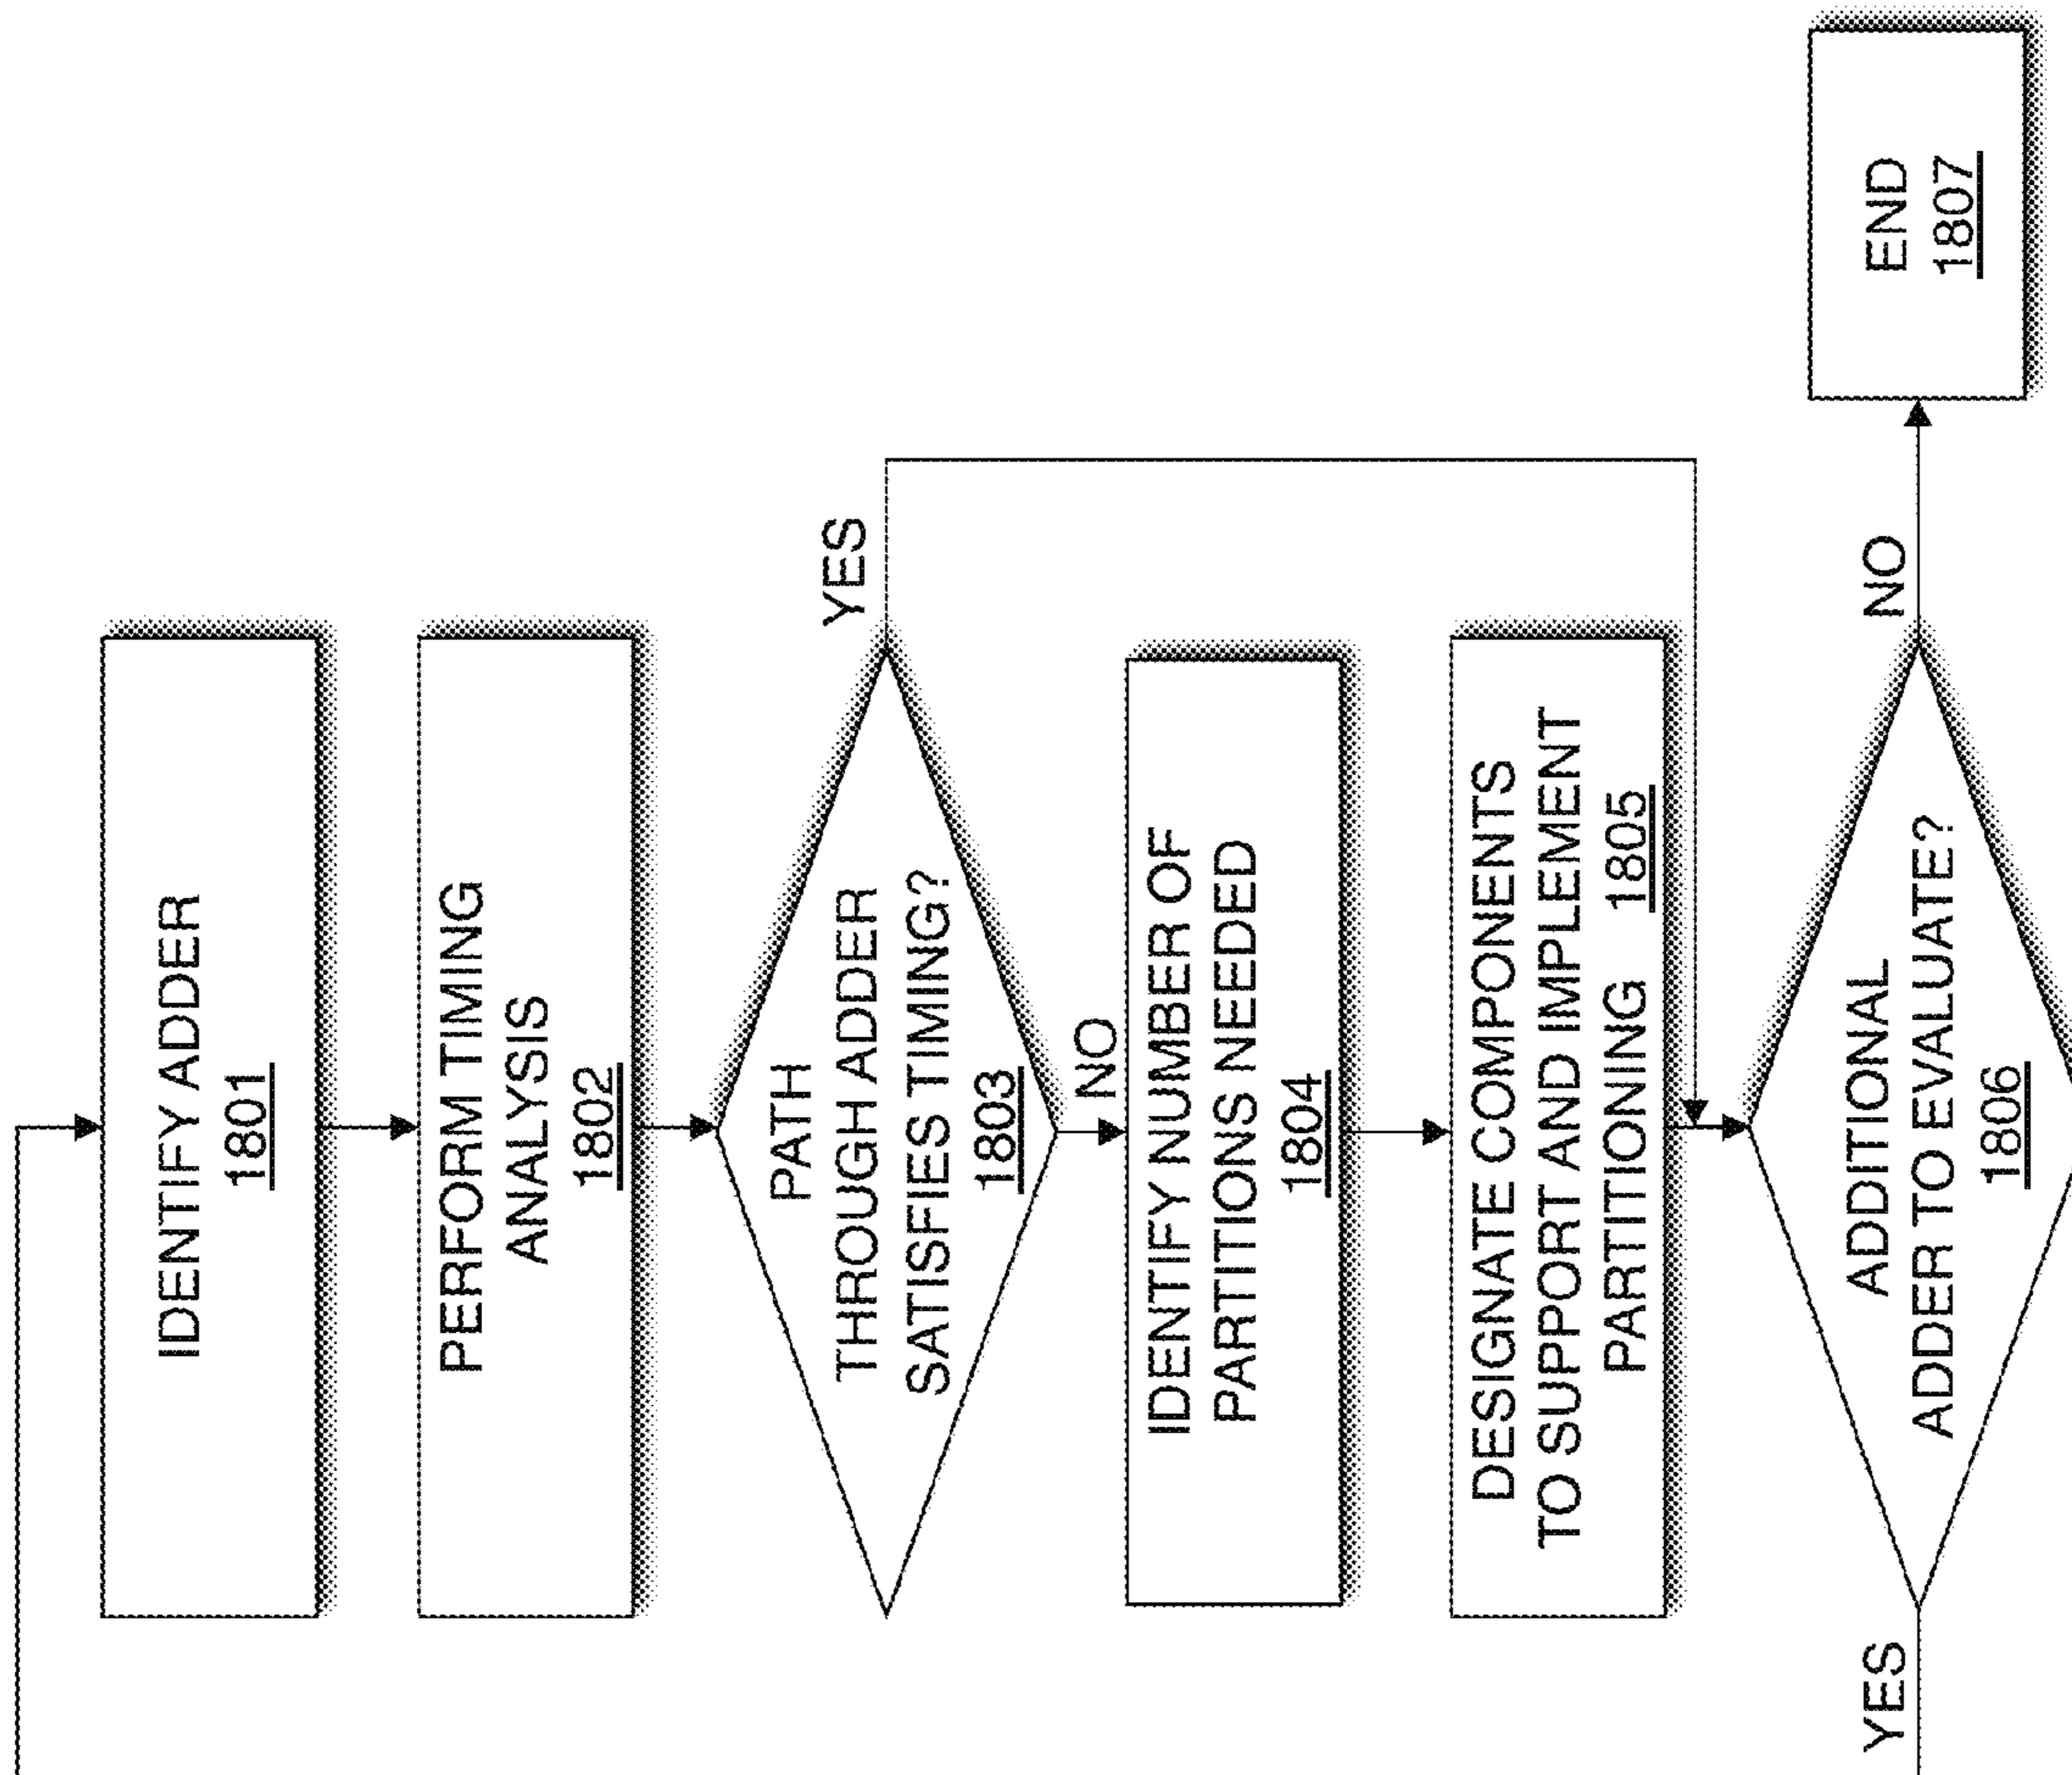 IDENTIFY ADDER
1801
PERFORM TIMING
ANALYSIS
1802
PATH
THROUGH ADDER
SATISFIES TIMING?
1803
YES
NO
IDENTIFY NUMBER OF
PARTITIONS NEEDED
1804
DESIGNATE COMPONENTS
TO SUPPORT AND IMPLEMENT
PARTITIONING 1805
ADDITIONAL
ADDER TO EVALUATE?
1806
YES
NO
END
1807